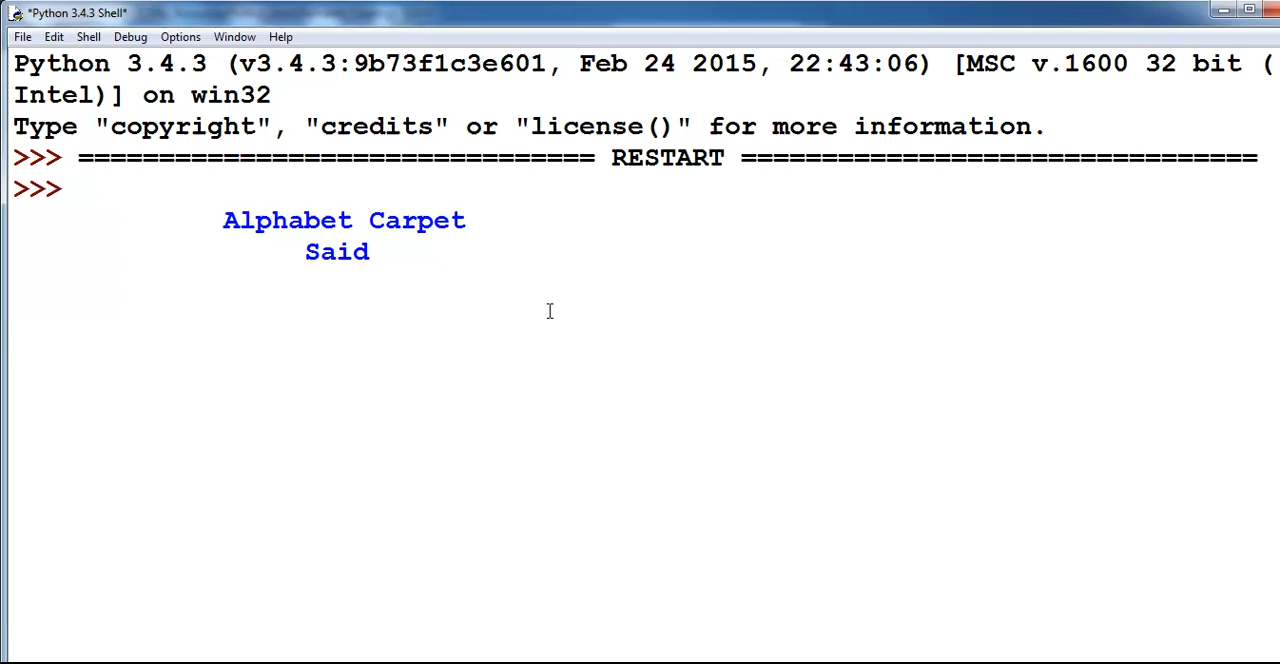 *Python 3.4.3 Shell*
File Edit Shell Debug Options Window Help
Python 3.4.3 (v3.4.3:9b73f1c3e601, Feb 24 2015, 22:43:06) [MSC v.1600 32 bit (
Intel)] on win32
Type "copyright", "credits" or "license()" for more information.
>>> ================================ RESTART ================================
>>>
Alphabet Carpet
Said